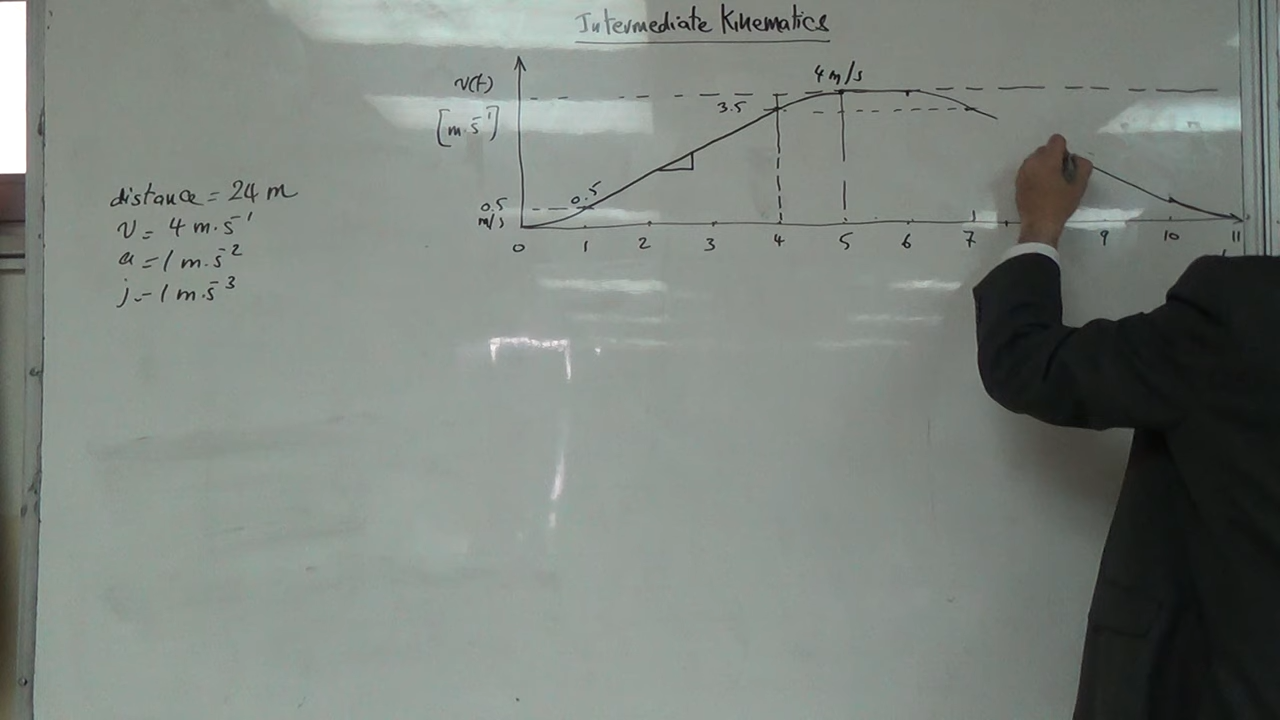 Intermediate Kinematics
4 m/s
v(t)
[m.s⁻¹]
3.5
0.5
0.5
m/s
0 1 2 3 4 5 6 7 9 10 11
distance = 24 m
v = 4 m.s⁻¹
a = 1 m.s⁻²
j = 1 m.s⁻³